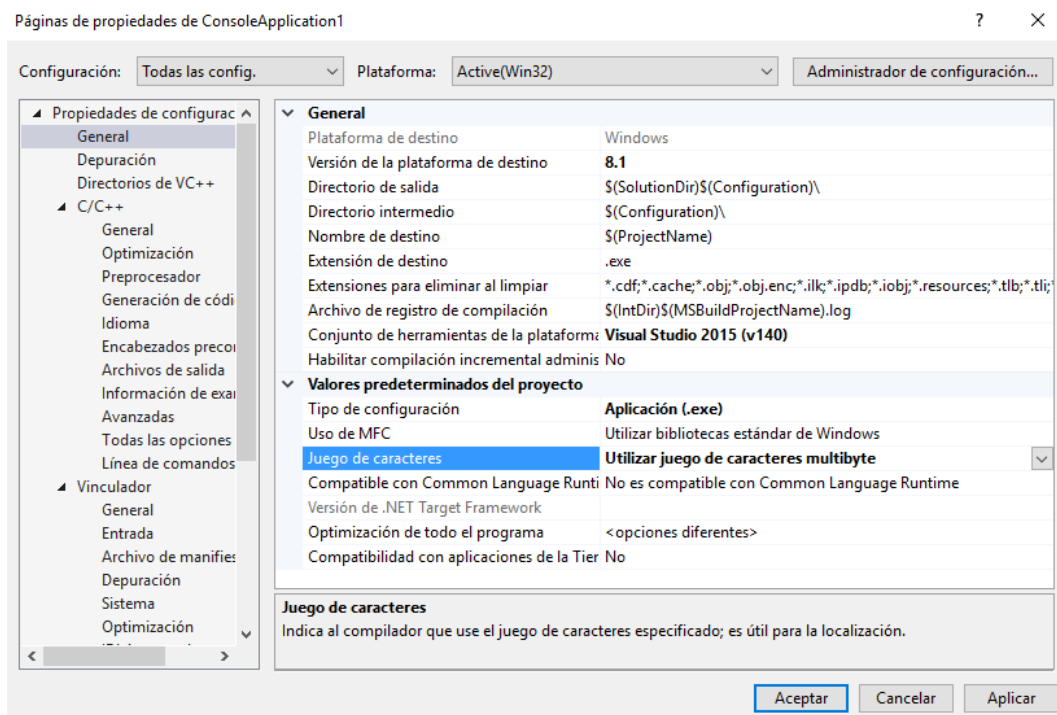 Páginas de propiedades de ConsoleApplication1 ? ×
Configuración: Todas las config. Plataforma: Active(Win32) Administrador de configuración...
Propiedades de configurac
General
Depuración
Directorios de VC++
C/C++
General
Optimización
Preprocesador
Generación de códi
Idioma
Encabezados preco
Archivos de salida
Información de exa
Avanzadas
Todas las opciones
Línea de comandos
Vinculador
General
Entrada
Archivo de manifies
Depuración
Sistema
Optimización
General
Plataforma de destino Windows
Versión de la plataforma de destino 8.1
Directorio de salida $(SolutionDir)$(Configuration)\
Directorio intermedio $(Configuration)\
Nombre de destino $(ProjectName)
Extensión de destino .exe
Extensiones para eliminar al limpiar *.cdf;*.cache;*.obj;*.obj.enc;*.ilk;*.ipdb;*.iobj;*.resources;*.tlb;*.tli;*
Archivo de registro de compilación $(IntDir)$(MSBuildProjectName).log
Conjunto de herramientas de la plataforma Visual Studio 2015 (v140)
Habilitar compilación incremental adminis No
Valores predeterminados del proyecto
Tipo de configuración Aplicación (.exe)
Uso de MFC Utilizar bibliotecas estándar de Windows
Juego de caracteres Utilizar juego de caracteres multibyte
Compatible con Common Language Runti No es compatible con Common Language Runtime
Versión de .NET Target Framework
Optimización de todo el programa <opciones diferentes>
Compatibilidad con aplicaciones de la Tier No
Juego de caracteres
Indica al compilador que use el juego de caracteres especificado; es útil para la localización.
Aceptar Cancelar Aplicar